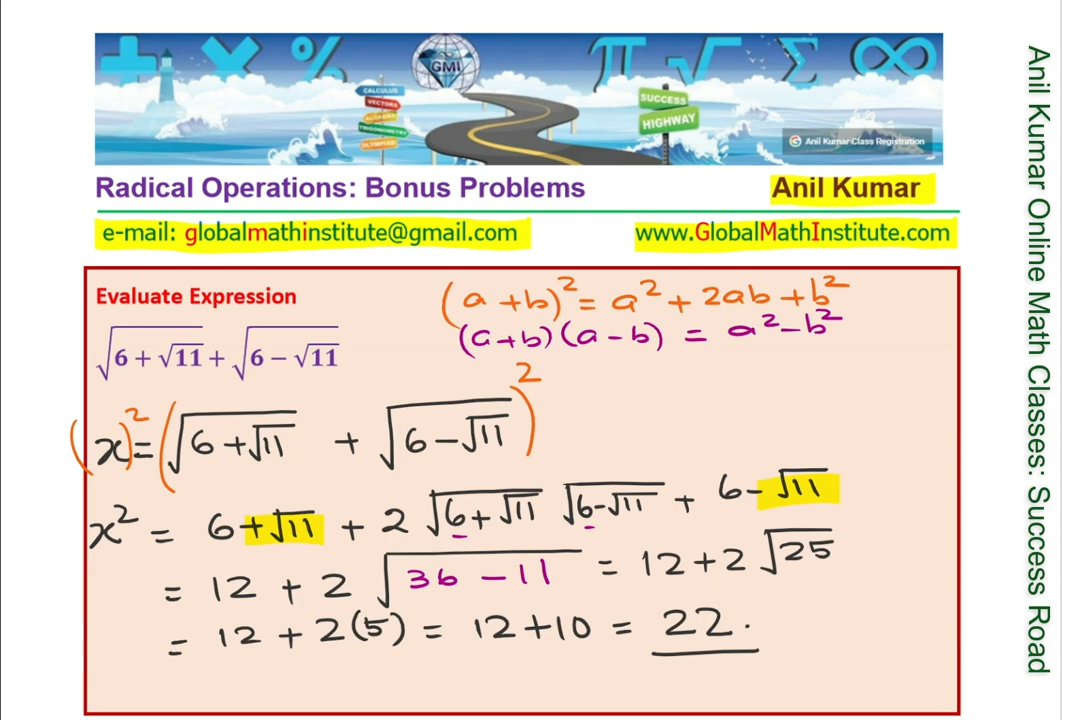 GMI
CALCULUS
VECTORS
ALGEBRA
TRIGONOMETRY
OLYMPIAD
SUCCESS
HIGHWAY
Anil Kumar Class Registration
Radical Operations: Bonus Problems
Anil Kumar
e-mail: globalmathinstitute@gmail.com
www.GlobalMathInstitute.com
Evaluate Expression
(a+b)² = a² + 2ab + b²
(a+b)(a-b) = a² - b²
√(6 + √11) + √(6 − √11)
(x)² = (√(6+√11) + √(6-√11))²
x² = 6+√11 + 2 √(6+√11) √(6-√11) + 6-√11
= 12 + 2 √(36 - 11) = 12+2 √25
= 12 + 2(5) = 12+10 = 22.
Anil Kumar Online Math Classes: Success Road